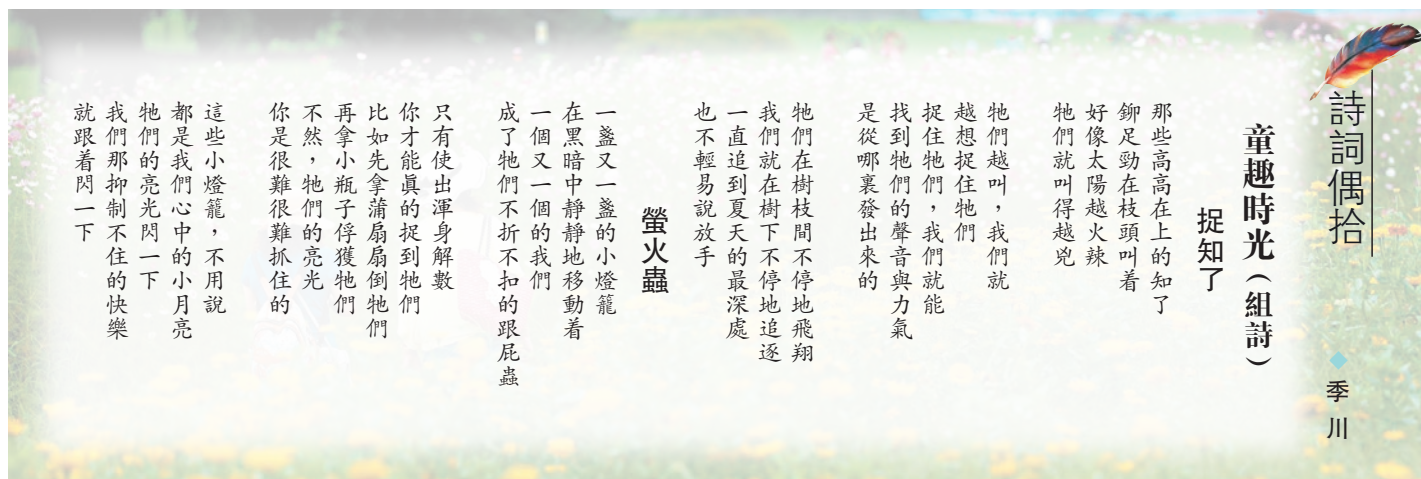 詩詞偶拾
◆季川
童趣時光（組詩）
捉知了
那些高高在上的知了
鉚足勁在枝頭叫着
好像太陽越火辣
牠們就叫得越兇
牠們越叫，我們就
越想捉住牠們
捉住牠們，我們就能
找到牠們的聲音與力氣
是從哪裏發出來的
牠們在樹枝間不停地飛翔
我們就在樹下不停地追逐
一直追到夏天的最深處
也不輕易說放手
螢火蟲
一盞又一盞的小燈籠
在黑暗中靜靜地移動着
一個又一個的我們
成了牠們不折不扣的跟屁蟲
只有使出渾身解數
你才能真的捉到牠們
比如先拿蒲扇扇倒牠們
再拿小瓶子俘獲牠們
不然，牠們的亮光
你是很難很難抓住的
這些小燈籠，不用說
都是我們心中的小月亮
牠們的亮光閃一下
我們那抑制不住的快樂
就跟着閃一下